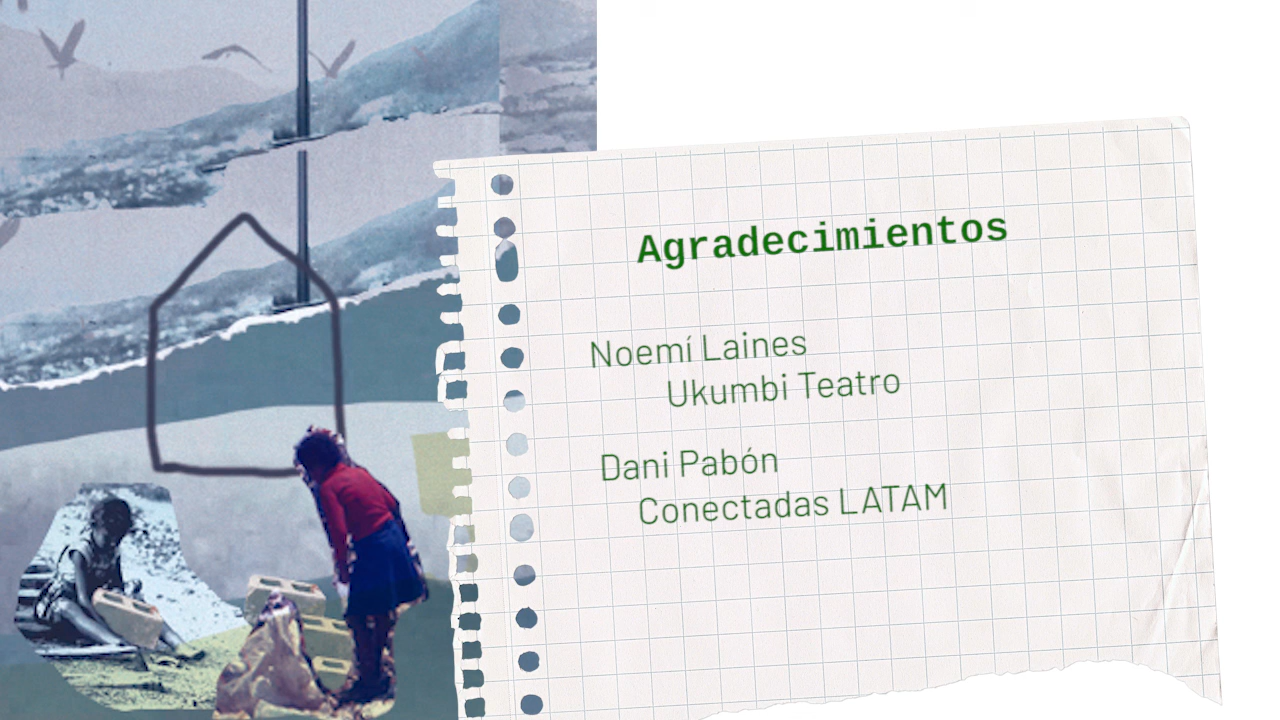 Agradecimientos
Noemí Laines
Ukumbi Teatro
Dani Pabón
Conectadas LATAM